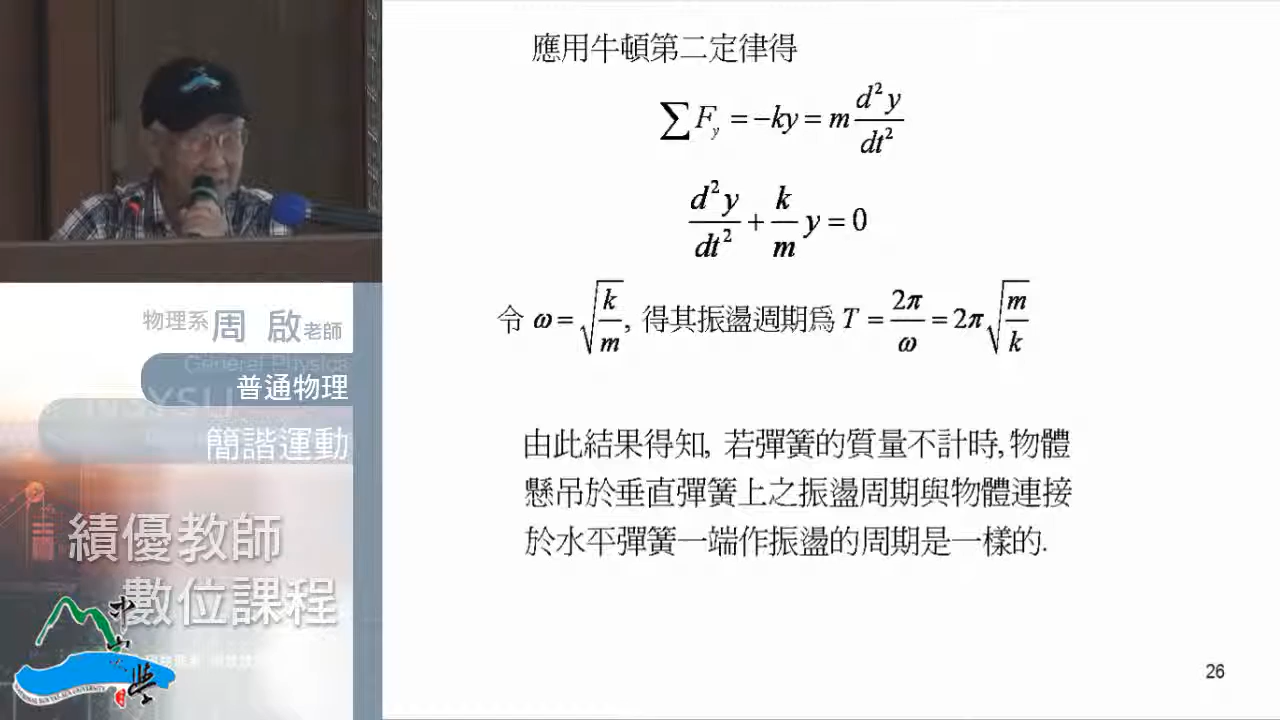 應用牛頓第二定律得
∑F_y = -ky = m d²y/dt²
d²y/dt² + k/m y = 0
令 ω = √(k/m), 得其振盪週期爲 T = 2π/ω = 2π√(m/k)
由此結果得知, 若彈簧的質量不計時, 物體
懸吊於垂直彈簧上之振盪周期與物體連接
於水平彈簧一端作振盪的周期是一樣的.
26
物理系周 啟老師
General Physics
普通物理
NSYSU
簡諧運動
績優教師
數位課程